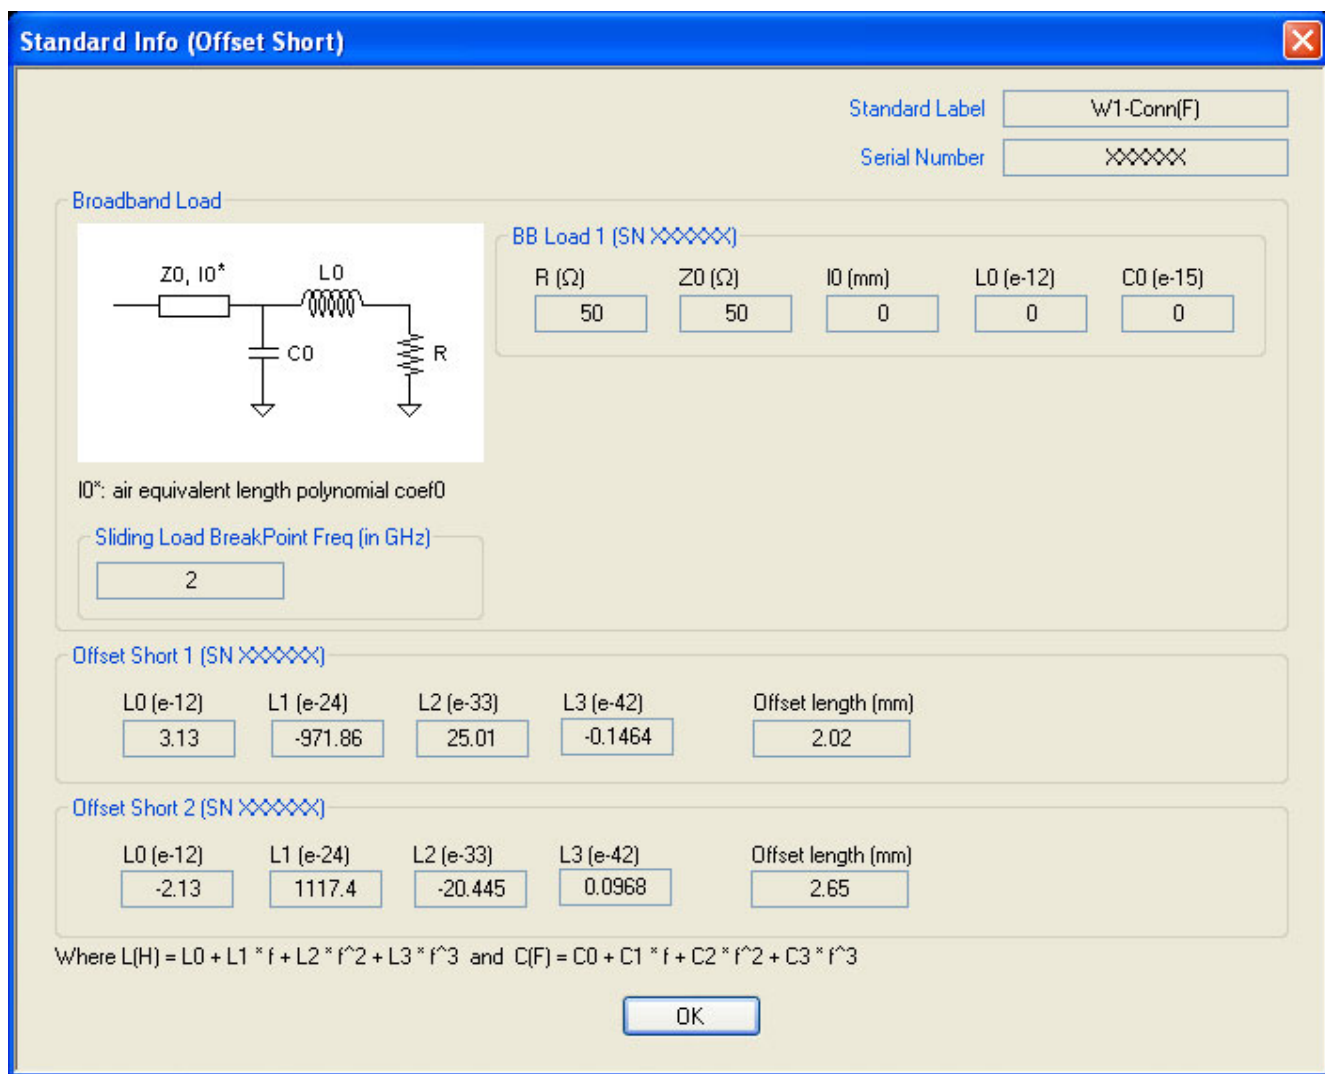 Standard Info (Offset Short)
Standard Label W1-Conn(F)
Serial Number XXXXXX
Broadband Load
Z0, l0*
L0
C0
R
l0*: air equivalent length polynomial coef0
BB Load 1 (SN XXXXXX)
R (Ω) Z0 (Ω) l0 (mm) L0 (e-12) C0 (e-15)
50 50 0 0 0
Sliding Load BreakPoint Freq (in GHz)
2
Offset Short 1 (SN XXXXXX)
L0 (e-12) L1 (e-24) L2 (e-33) L3 (e-42) Offset length (mm)
3.13 -971.86 25.01 -0.1464 2.02
Offset Short 2 (SN XXXXXX)
L0 (e-12) L1 (e-24) L2 (e-33) L3 (e-42) Offset length (mm)
-2.13 1117.4 -20.445 0.0968 2.65
Where L(H) = L0 + L1 * f + L2 * f^2 + L3 * f^3 and C(F) = C0 + C1 * f + C2 * f^2 + C3 * f^3
OK